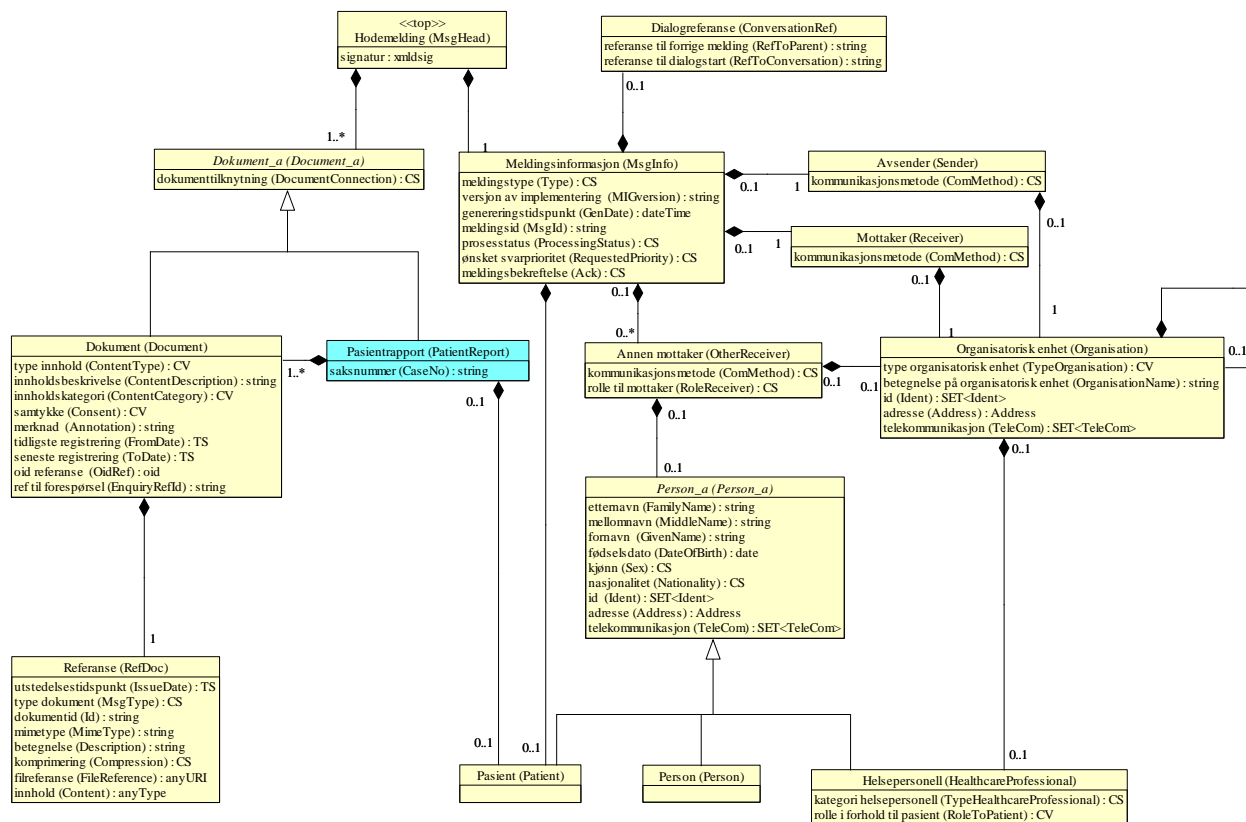 <<top>>
Hodemelding (MsgHead)
signatur : xmldsig
Dialogreferanse (ConversationRef)
referanse til forrige melding (RefToParent) : string
referanse til dialogstart (RefToConversation) : string
0..1
1..*
1
Dokument_a (Document_a)
dokumenttilknytning (DocumentConnection) : CS
Meldingsinformasjon (MsgInfo)
meldingstype (Type) : CS
versjon av implementering (MIGversion) : string
genereringstidspunkt (GenDate) : dateTime
meldingsid (MsgId) : string
prosesstatus (ProcessingStatus) : CS
ønsket svarprioritet (RequestedPriority) : CS
meldingsbekreftelse (Ack) : CS
0..1
1
Avsender (Sender)
kommunikasjonsmetode (ComMethod) : CS
0..1
0..1
1
Mottaker (Receiver)
kommunikasjonsmetode (ComMethod) : CS
0..1
0..1
0..1
0..*
1
1
Dokument (Document)
type innhold (ContentType) : CV
innholdsbeskrivelse (ContentDescription) : string
innholdskategori (ContentCategory) : CV
samtykke (Consent) : CV
merknad (Annotation) : string
tidligste registrering (FromDate) : TS
seneste registrering (ToDate) : TS
oid referanse (OidRef) : oid
ref til forespørsel (EnquiryRefId) : string
1..*
Pasientrapport (PatientReport)
saksnummer (CaseNo) : string
0..1
Annen mottaker (OtherReceiver)
kommunikasjonsmetode (ComMethod) : CS
rolle til mottaker (RoleReceiver) : CS
0..1
0..1
0..1
0..1
Organisatorisk enhet (Organisation)
type organisatorisk enhet (TypeOrganisation) : CV
betegnelse på organisatorisk enhet (OrganisationName) : string
id (Ident) : SET<Ident>
adresse (Address) : Address
telekommunikasjon (TeleCom) : SET<TeleCom>
0..1
0..1
Person_a (Person_a)
etternavn (FamilyName) : string
mellomnavn (MiddleName) : string
fornavn (GivenName) : string
fødselsdato (DateOfBirth) : date
kjønn (Sex) : CS
nasjonalitet (Nationality) : CS
id (Ident) : SET<Ident>
adresse (Address) : Address
telekommunikasjon (TeleCom) : SET<TeleCom>
1
Referanse (RefDoc)
utstedelsestidspunkt (IssueDate) : TS
type dokument (MsgType) : CS
dokumentid (Id) : string
mimetype (MimeType) : string
betegnelse (Description) : string
komprimering (Compression) : CS
filreferanse (FileReference) : anyURI
innhold (Content) : anyType
0..1
0..1
0..1
Pasient (Patient)
Person (Person)
Helsepersonell (HealthcareProfessional)
kategori helsepersonell (TypeHealthcareProfessional) : CS
rolle i forhold til pasient (RoleToPatient) : CV